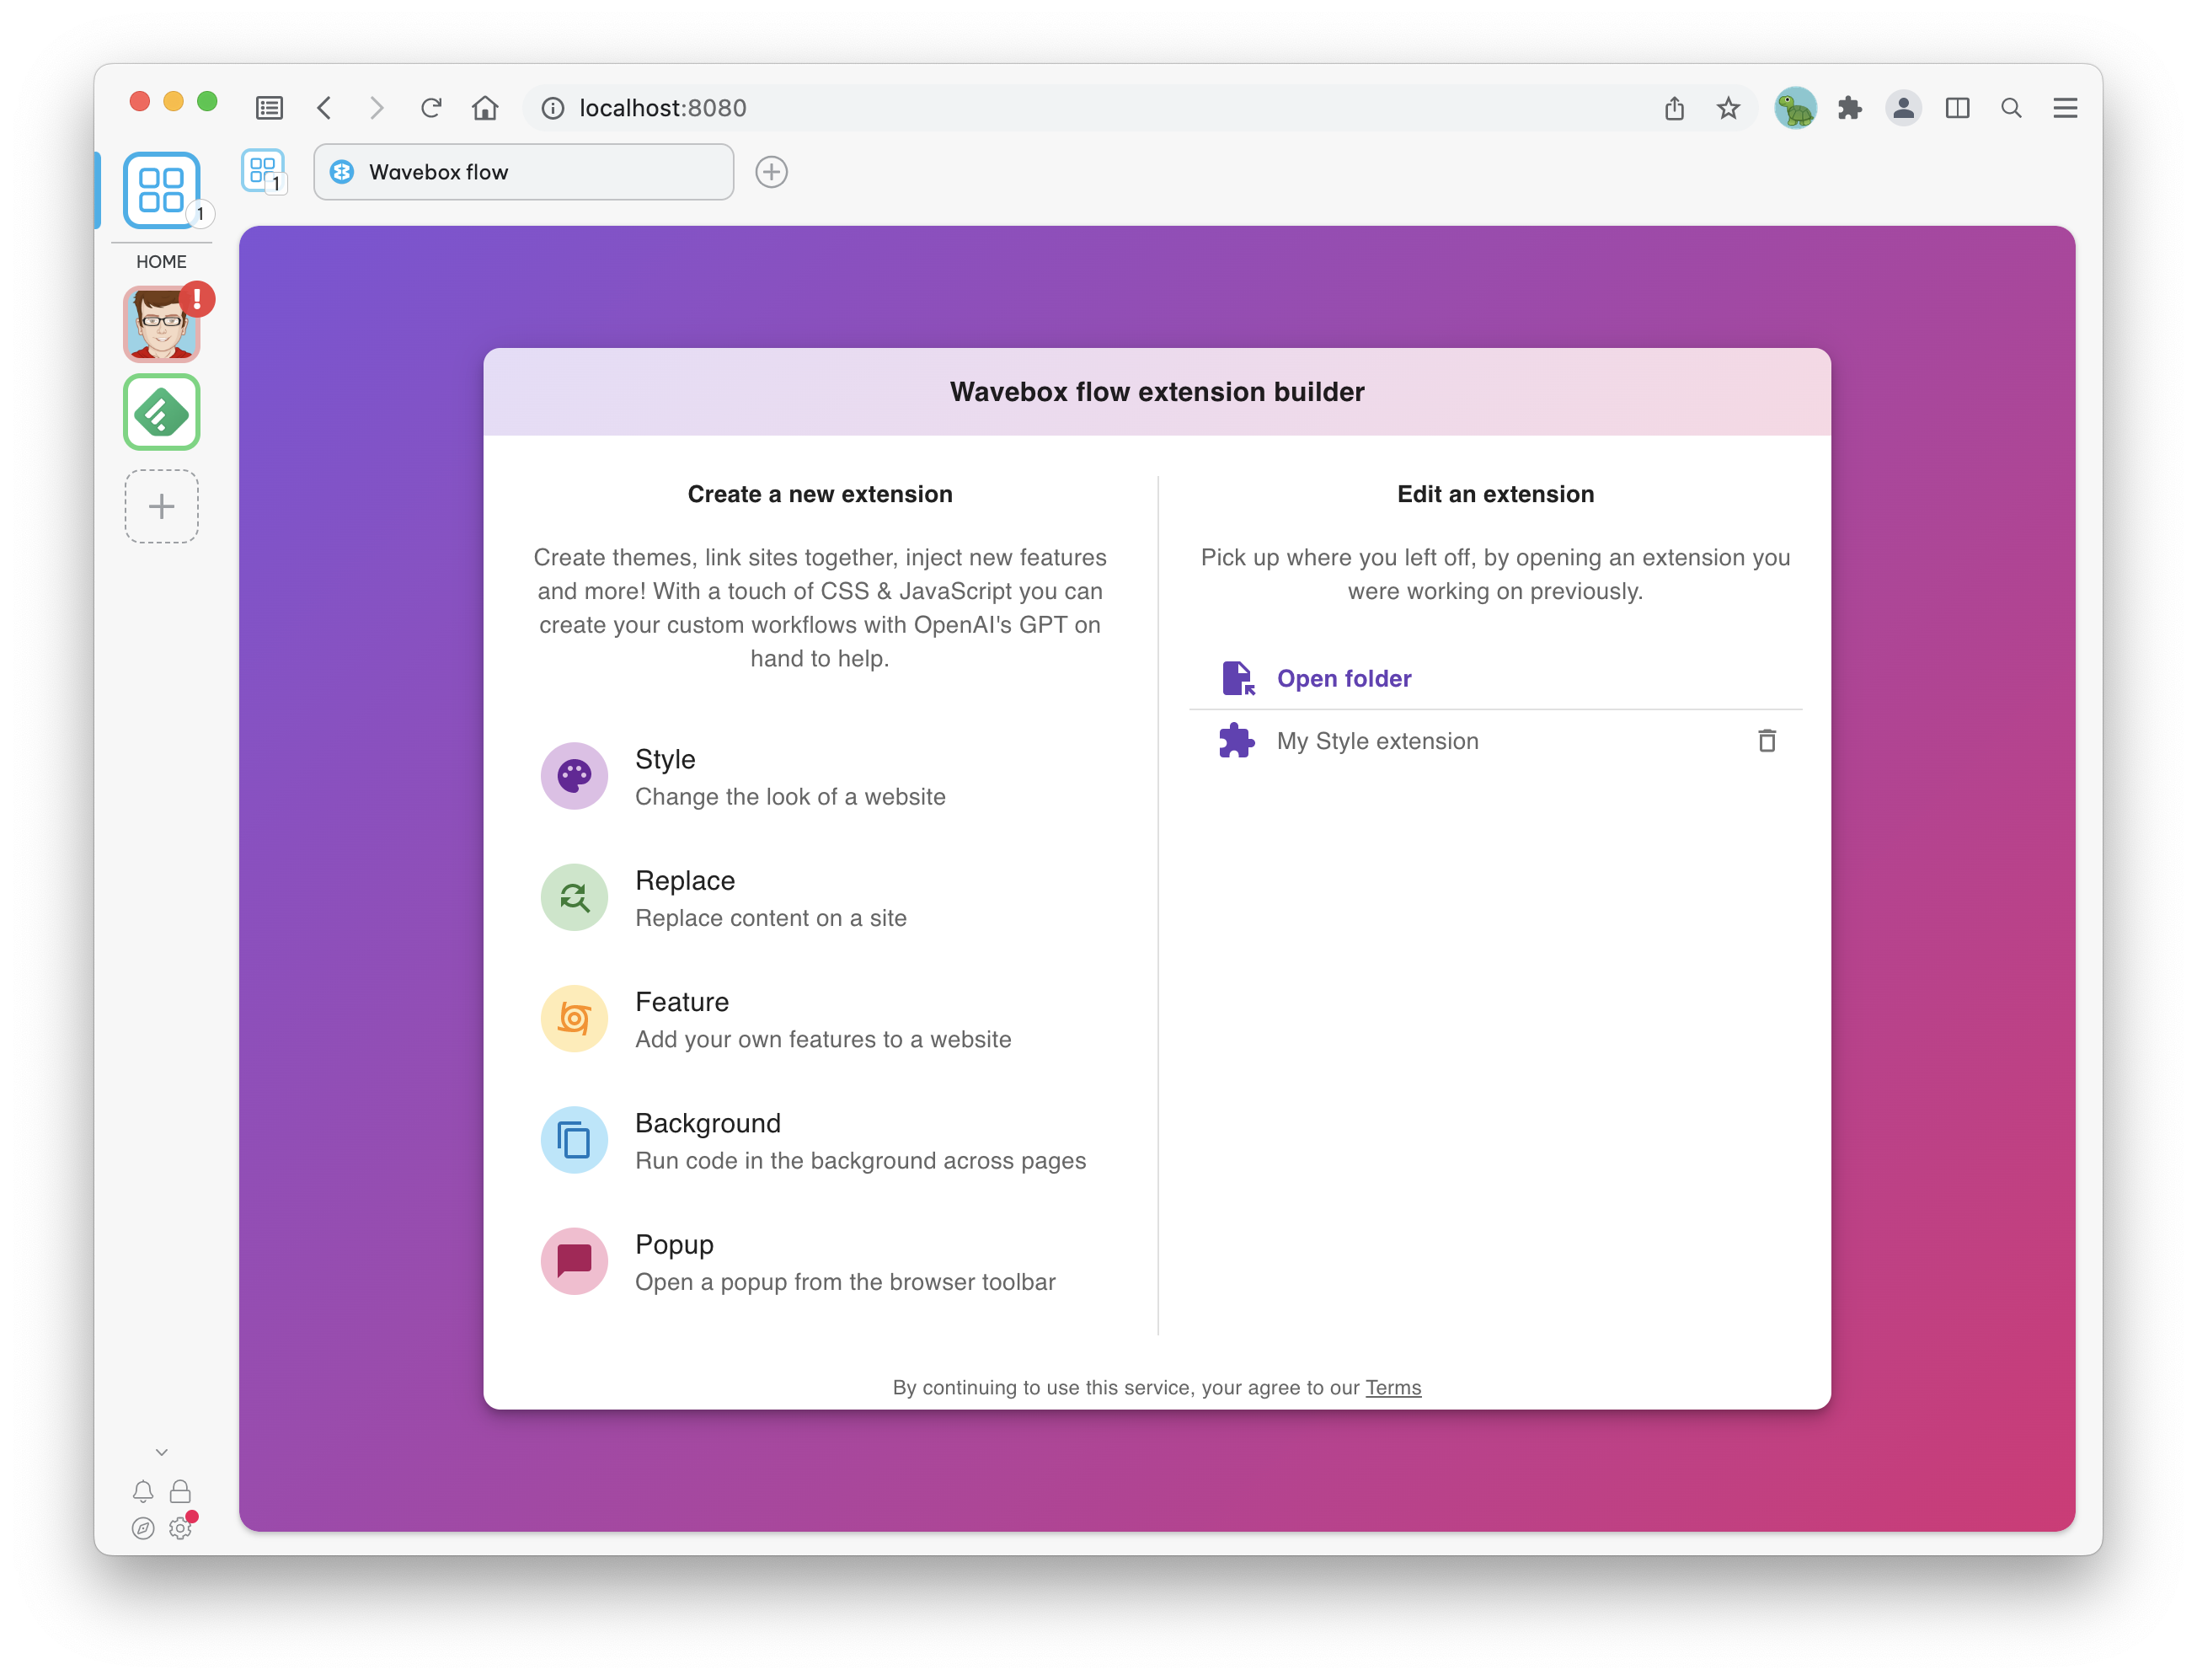 localhost:8080
1
1
Wavebox flow
HOME
!
Wavebox flow extension builder
Create a new extension
Create themes, link sites together, inject new features
and more! With a touch of CSS & JavaScript you can
create your custom workflows with OpenAI's GPT on
hand to help.
Style
Change the look of a website
Replace
Replace content on a site
Feature
Add your own features to a website
Background
Run code in the background across pages
Popup
Open a popup from the browser toolbar
Edit an extension
Pick up where you left off, by opening an extension you
were working on previously.
Open folder
My Style extension
By continuing to use this service, your agree to our Terms